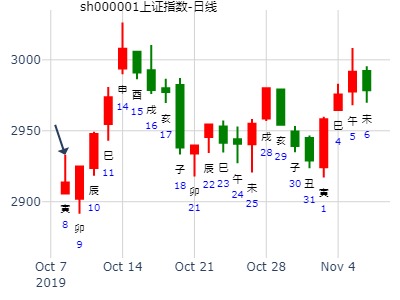 sh000001上证指数-日线
3000
2950
2900
寅
8
卯
9
辰
10
巳
11
申
14
酉
15
戌
16
亥
17
子
18
卯
21
辰
22
巳
23
午
24
未
25
戌
28
亥
29
子
30
丑
31
寅
1
巳
4
午
5
未
6
Oct 7
2019
Oct 14
Oct 21
Oct 28
Nov 4